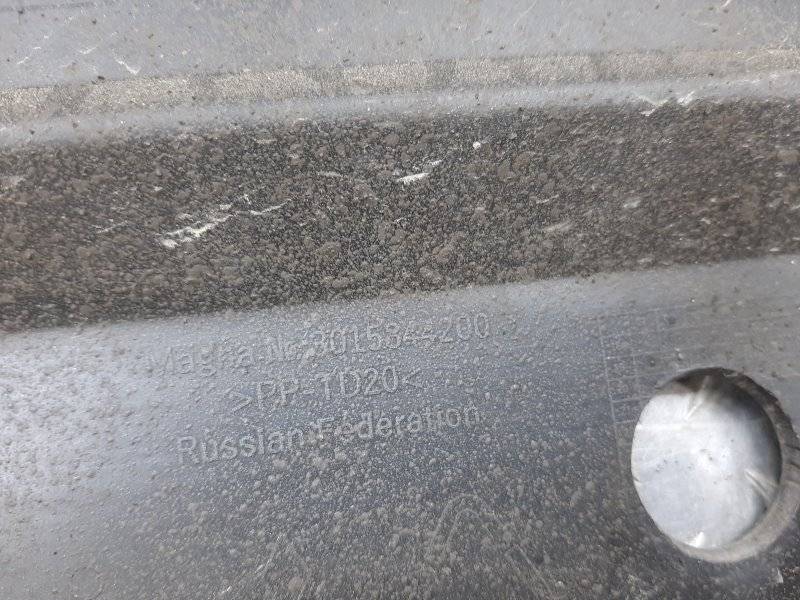 Magna Nr. 3015844200
>PP-TD20<
Russian Federation